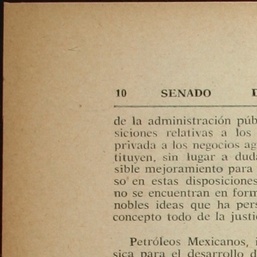 10 SENADO
de la administración púb
siciones relativas a los
privada a los negocios ag
tituyen, sin lugar a duda
sible mejoramiento para
so en estas disposiciones
no se encuentran en form
nobles ideas que ha pers
concepto todo de la justic
Petróleos Mexicanos, i
sica para el desarrollo d